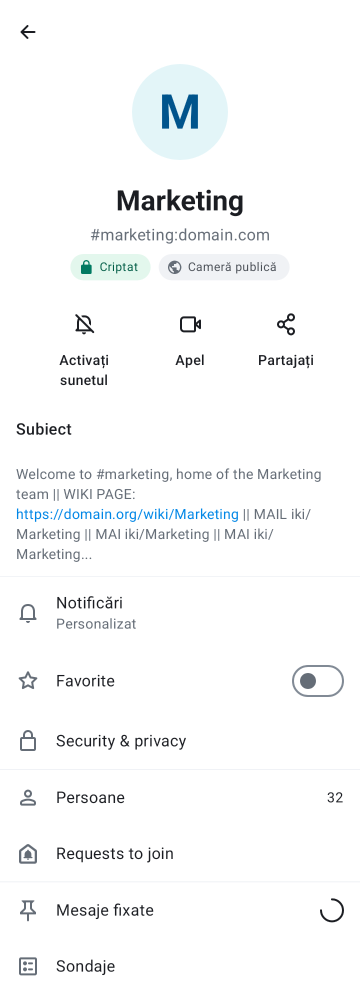 M
Marketing
#marketing:domain.com
Criptat
Cameră publică
Activați
sunetul
Apel
Partajați
Subiect
Welcome to #marketing, home of the Marketing
team || WIKI PAGE:
https://domain.org/wiki/Marketing || MAIL iki/
Marketing || MAI iki/Marketing || MAI iki/
Marketing...
Notificări
Personalizat
Favorite
Security & privacy
Persoane
32
Requests to join
Mesaje fixate
Sondaje